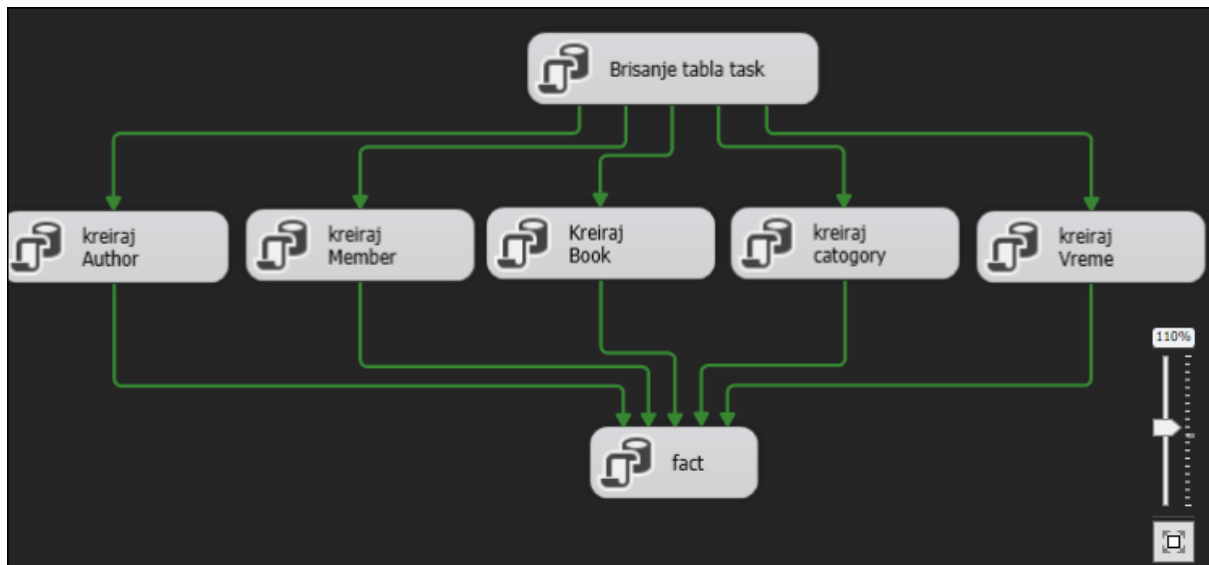 Brisanje tabla task
kreiraj
Author
kreiraj
Member
Kreiraj
Book
kreiraj
catogory
kreiraj
Vreme
110%
fact